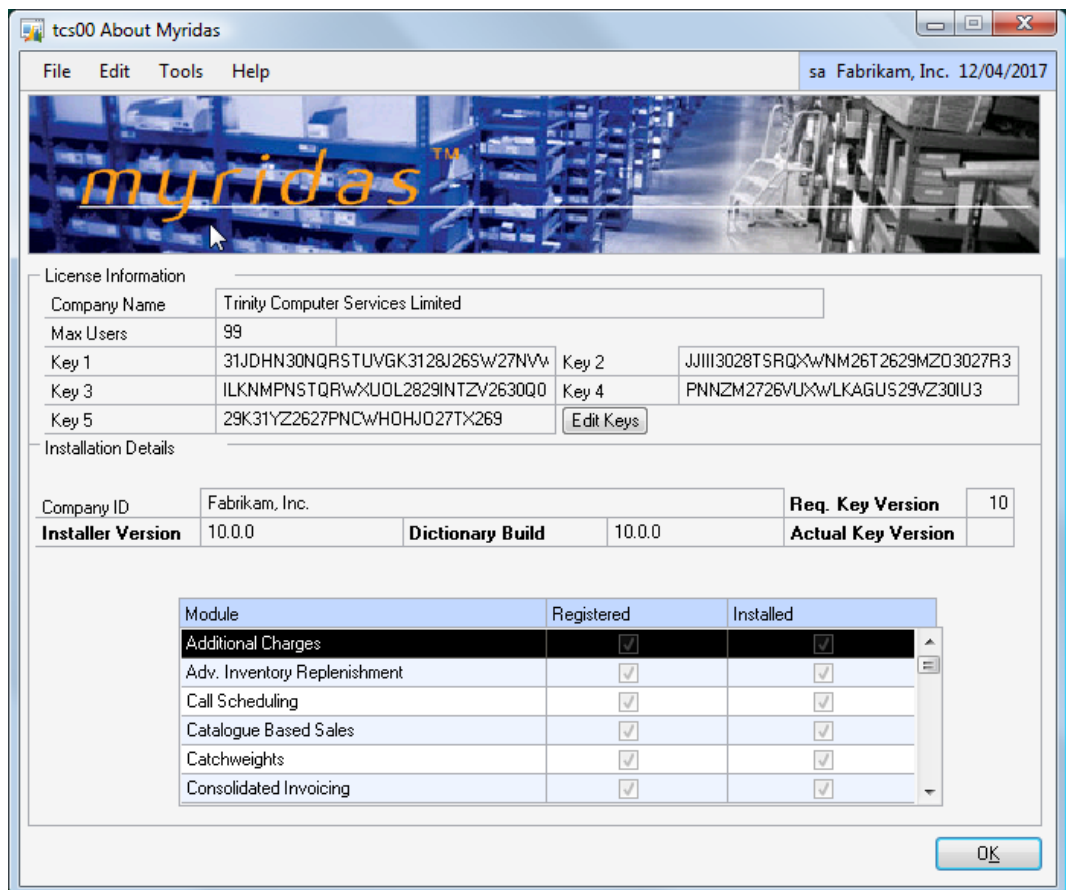 tcs00 About Myridas
File Edit Tools Help sa Fabrikam, Inc. 12/04/2017
myridas™
License Information
Company Name Trinity Computer Services Limited
Max Users 99
Key 1 31JDHN30NQRSTUVGK3128J26SW27NVW Key 2 JJIII3028TSRQXWNM26T2629MZO3027R3
Key 3 ILKNMPNSTQRWXUOL2829INTZV2630Q0 Key 4 PNNZM2726VUXWLKAGUS29VZ30IU3
Key 5 29K31YZ2627PNCWHOHJO27TX269 Edit Keys
Installation Details
Company ID Fabrikam, Inc. Req. Key Version 10
Installer Version 10.0.0 Dictionary Build 10.0.0 Actual Key Version
Module Registered Installed
Additional Charges
Adv. Inventory Replenishment
Call Scheduling
Catalogue Based Sales
Catchweights
Consolidated Invoicing
OK